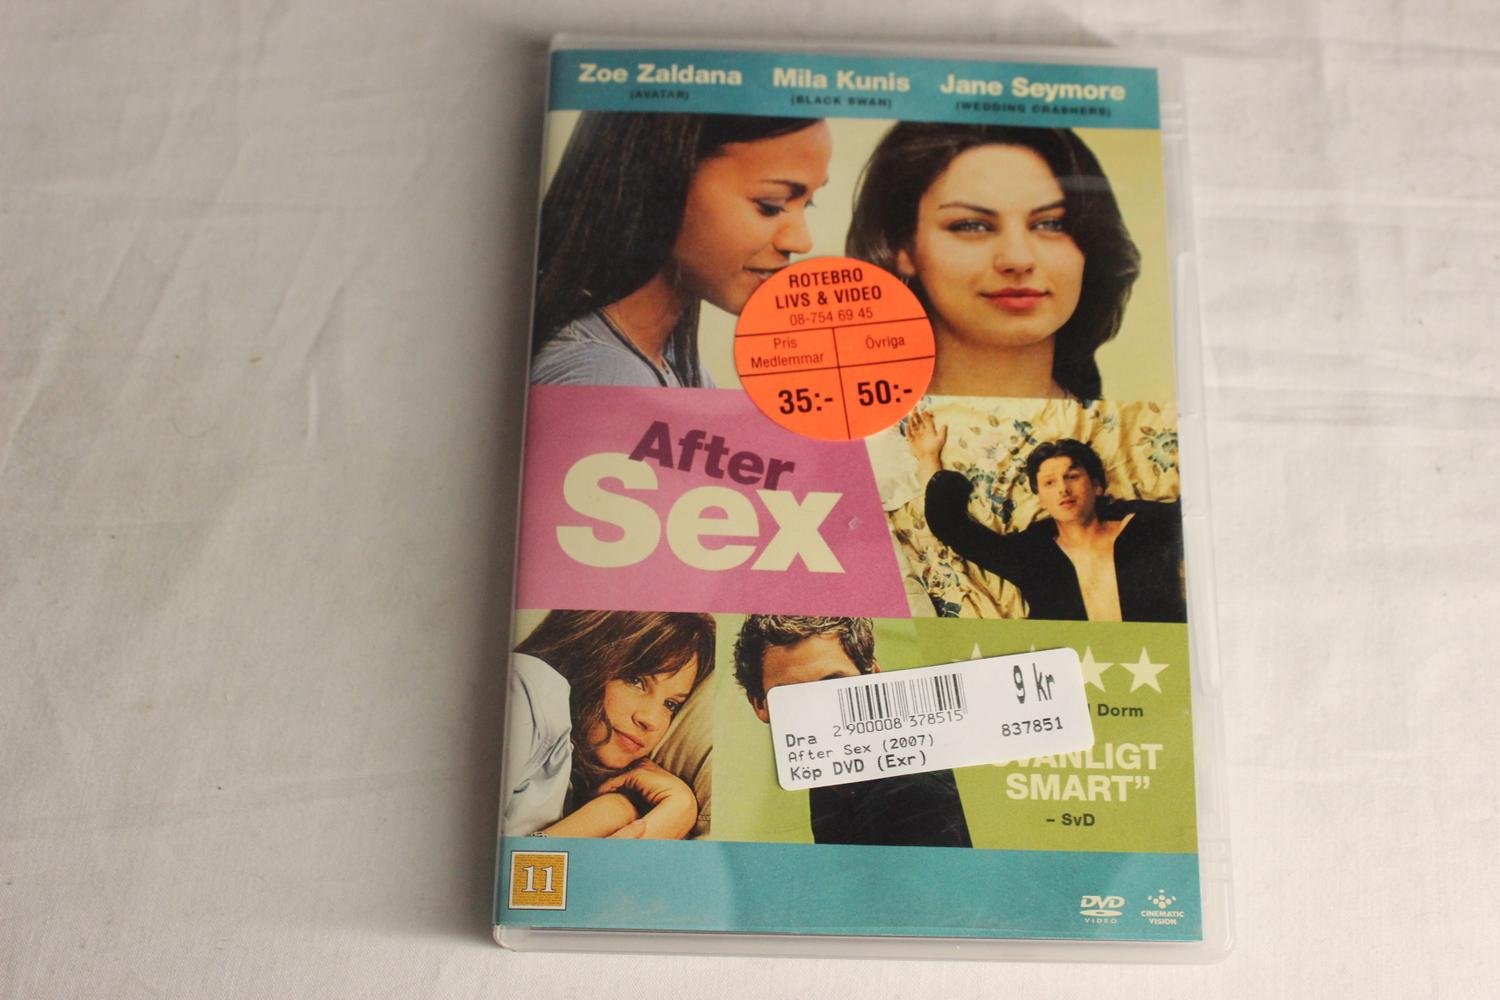 Zoe Zaldana Mila Kunis Jane Seymore
(AVATAR) (BLACK SWAN) (WEDDING CRASHERS)
ROTEBRO
LIVS & VIDEO
08-754 69 45
Pris
Medlemmar
Övriga
35:- 50:-
After
Sex
9 kr
2 900008 378515
837851
Dra
After Sex (2007)
Köp DVD (Exr)
Dorm
SMART”
– SvD
11
DVD
VIDEO
CINEMATIC
VISION